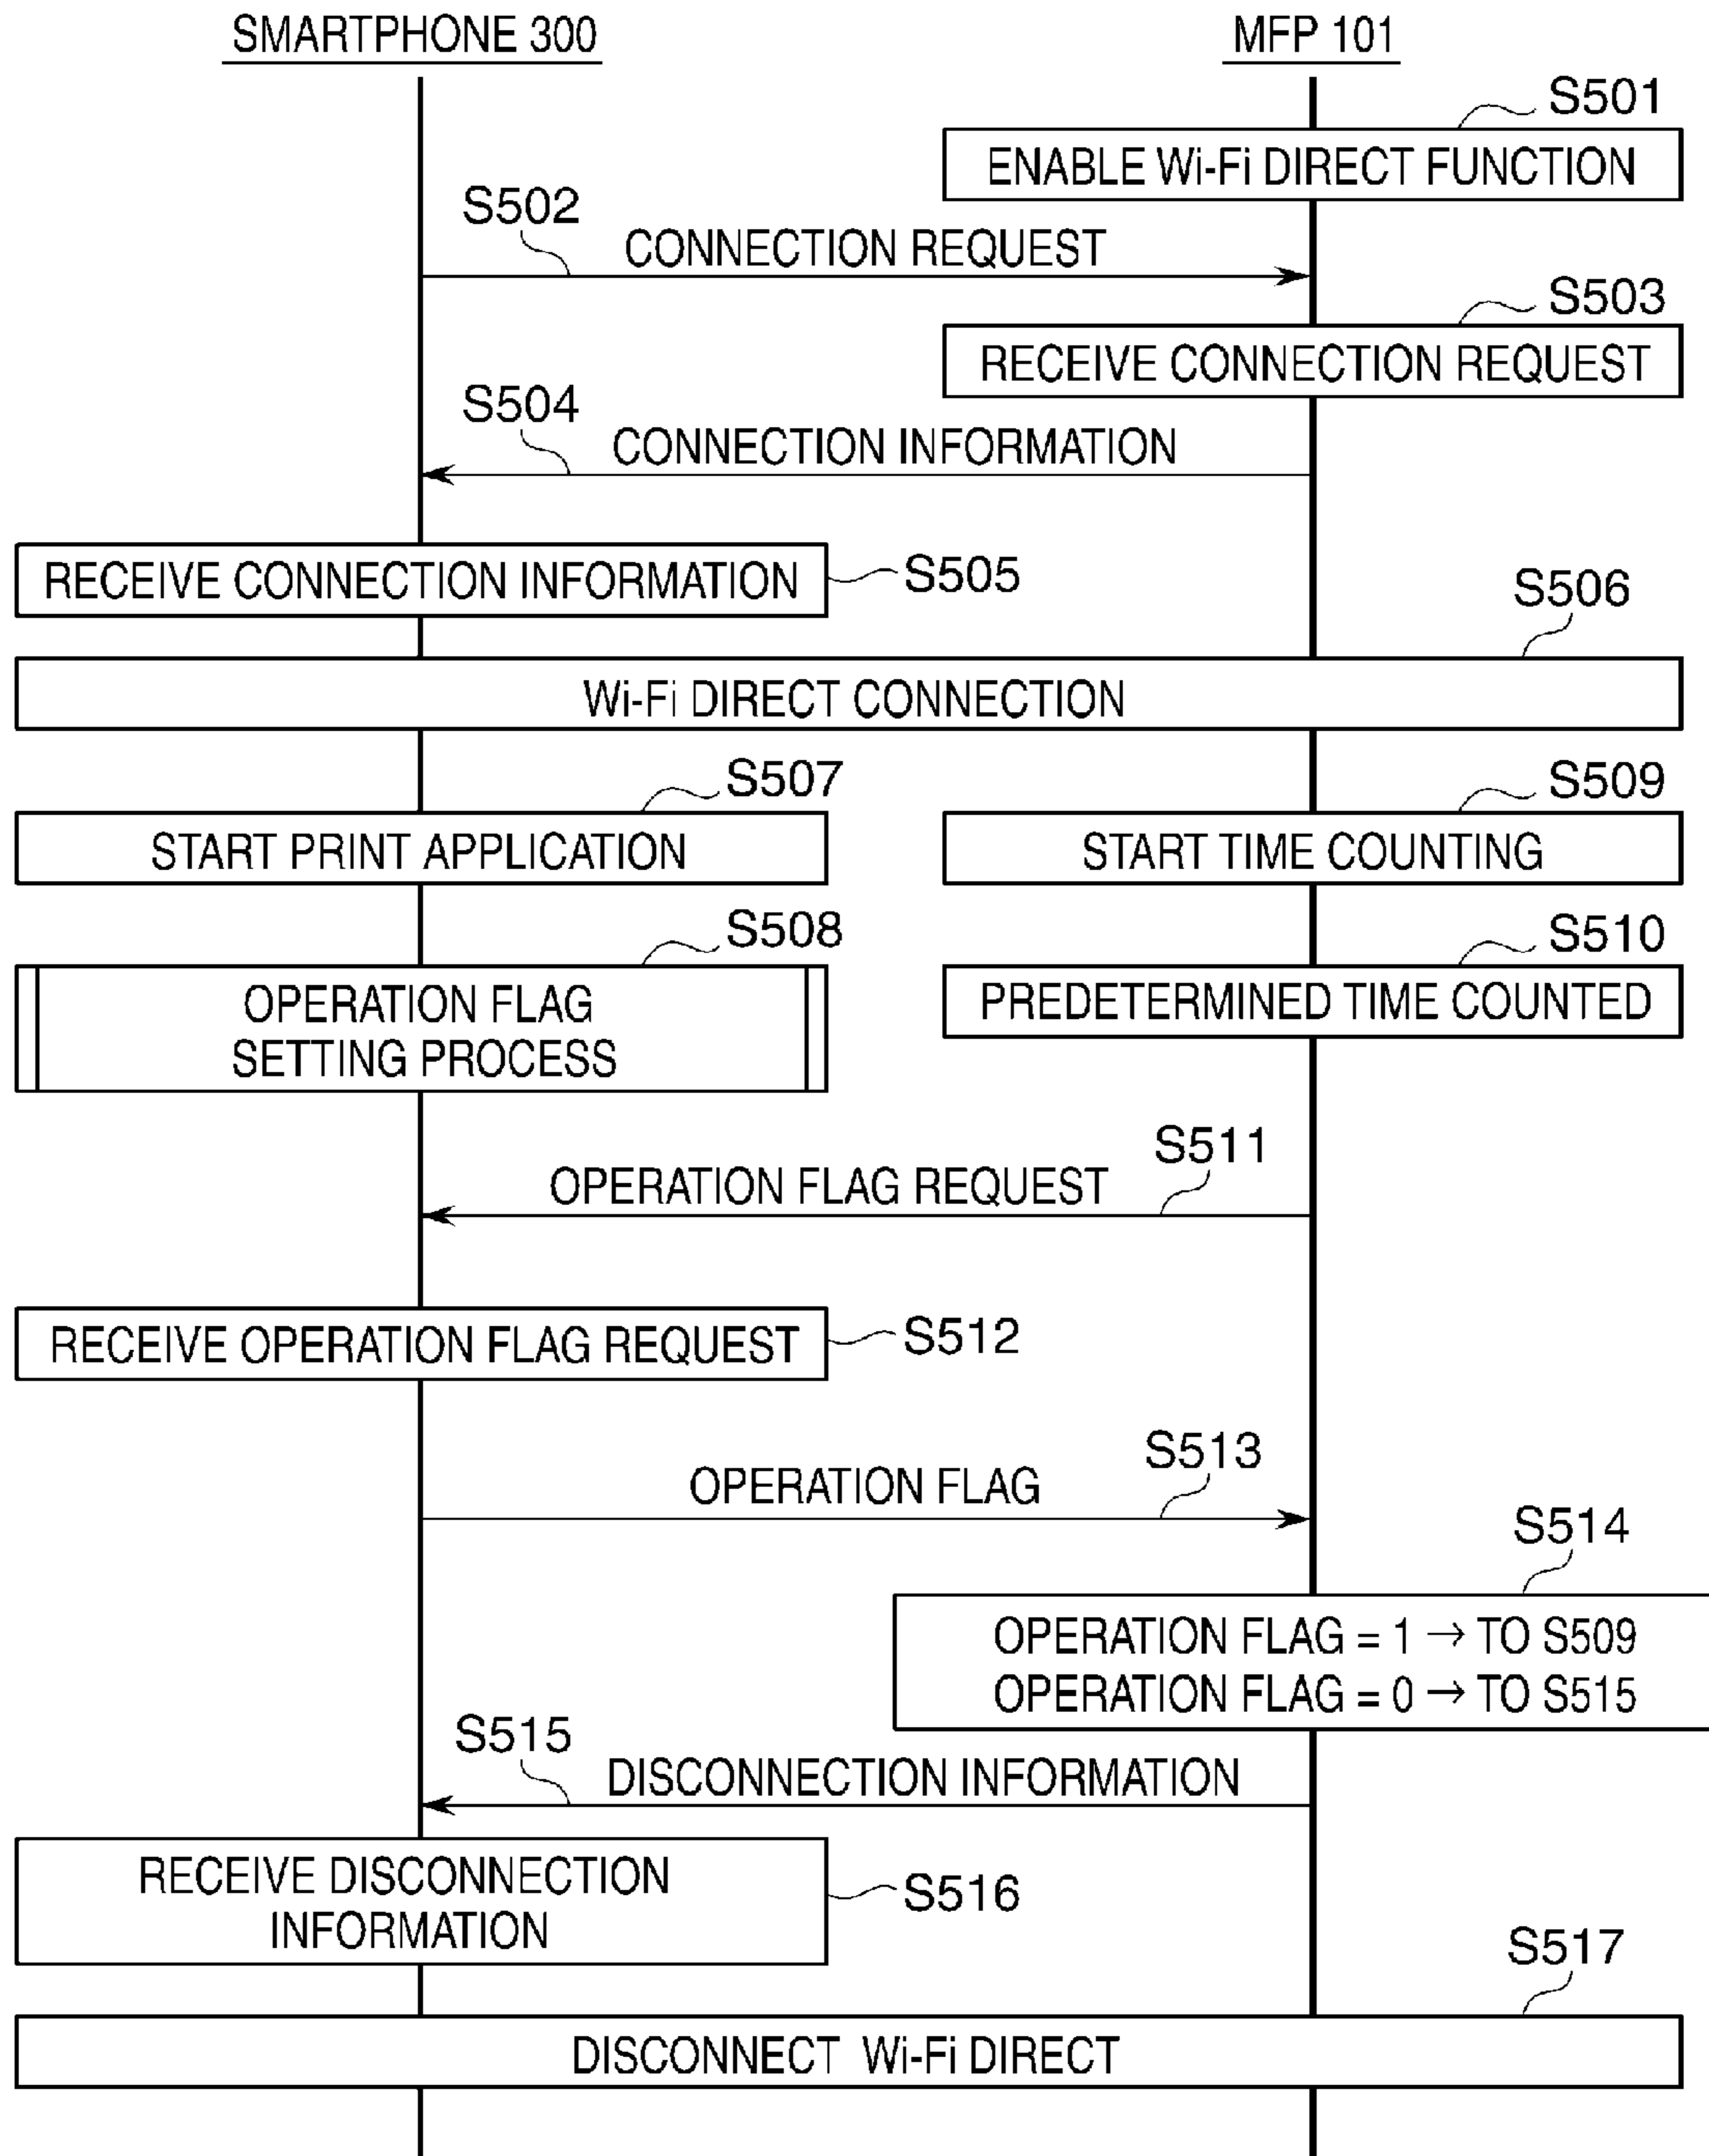 SMARTPHONE 300
MFP 101
S501
ENABLE Wi-Fi DIRECT FUNCTION
S502
CONNECTION REQUEST
S503
RECEIVE CONNECTION REQUEST
S504
CONNECTION INFORMATION
RECEIVE CONNECTION INFORMATION
S505
S506
Wi-Fi DIRECT CONNECTION
S507
START PRINT APPLICATION
S509
START TIME COUNTING
S508
OPERATION FLAG
SETTING PROCESS
S510
PREDETERMINED TIME COUNTED
S511
OPERATION FLAG REQUEST
RECEIVE OPERATION FLAG REQUEST
S512
S513
OPERATION FLAG
S514
OPERATION FLAG = 1 → TO S509
OPERATION FLAG = 0 → TO S515
S515
DISCONNECTION INFORMATION
RECEIVE DISCONNECTION
INFORMATION
S516
S517
DISCONNECT Wi-Fi DIRECT